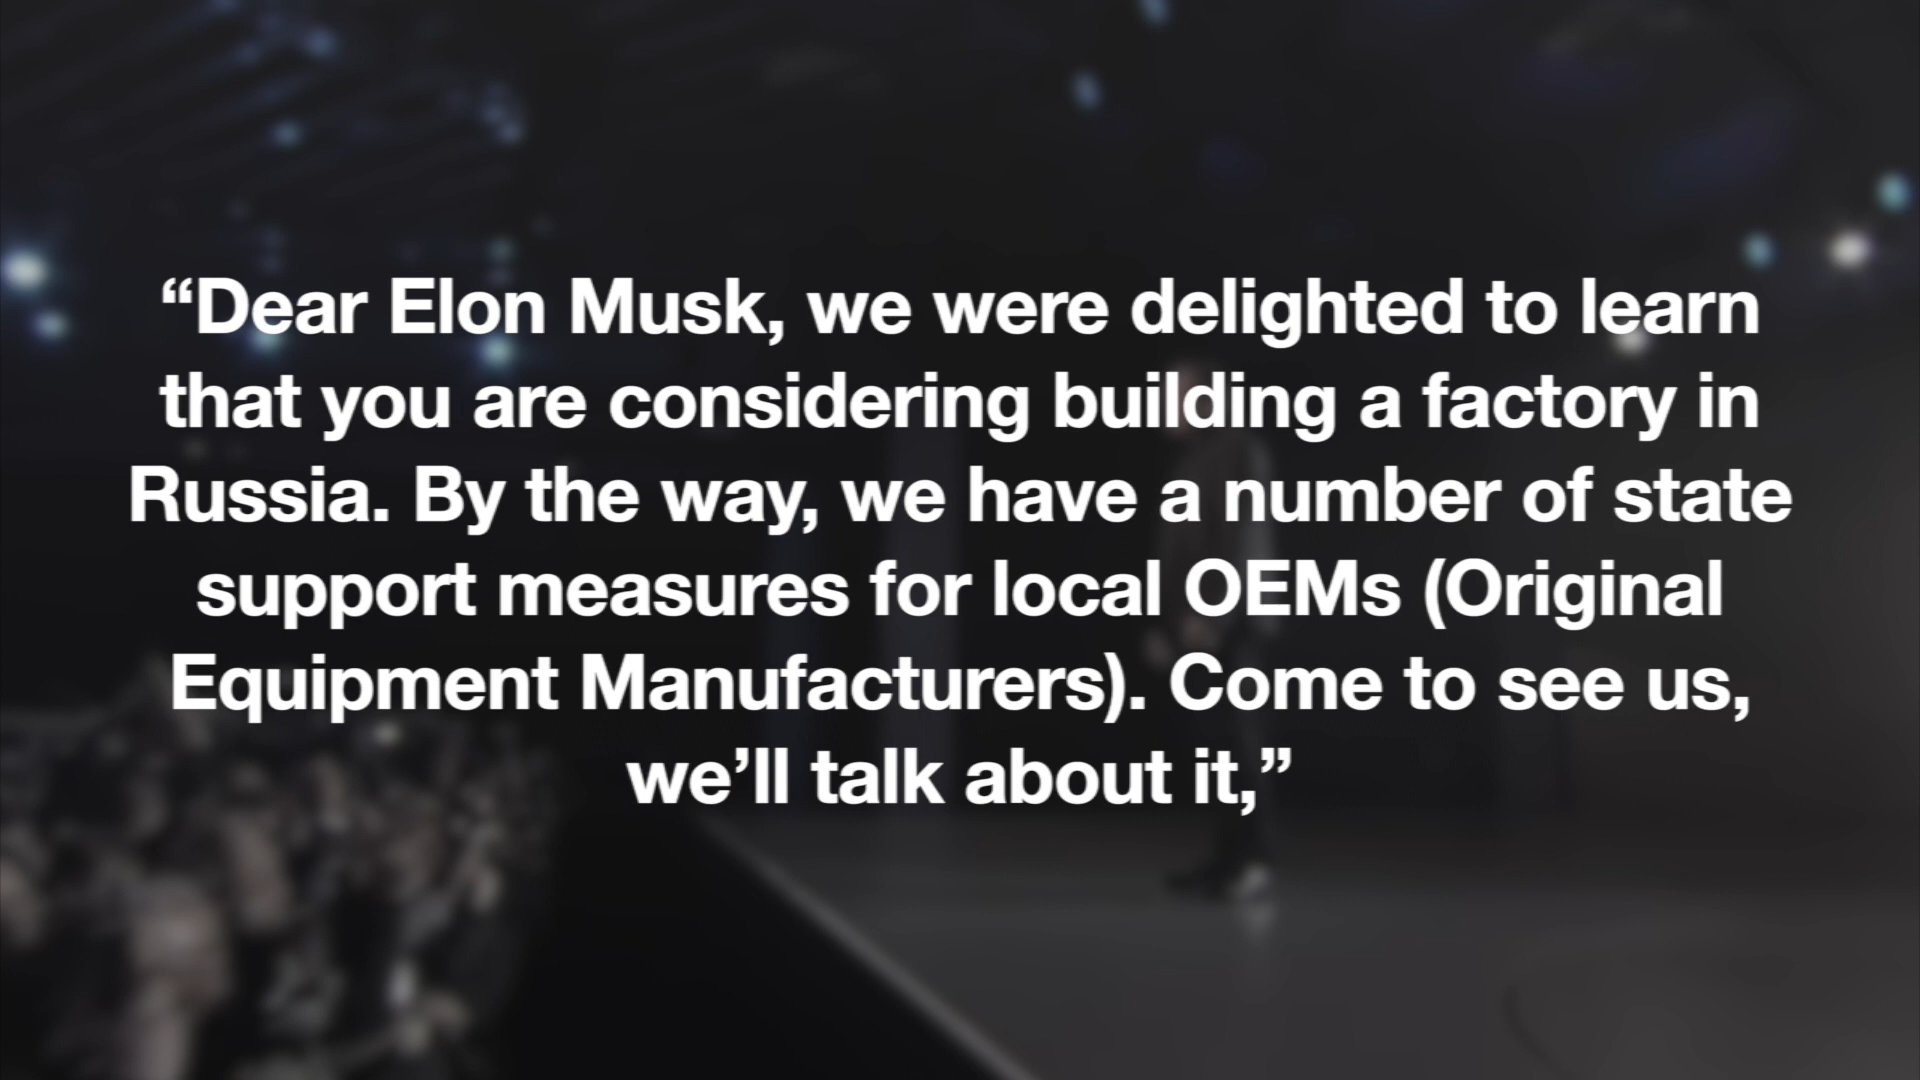 “Dear Elon Musk, we were delighted to learn
that you are considering building a factory in
Russia. By the way, we have a number of state
support measures for local OEMs (Original
Equipment Manufacturers). Come to see us,
we’ll talk about it,”